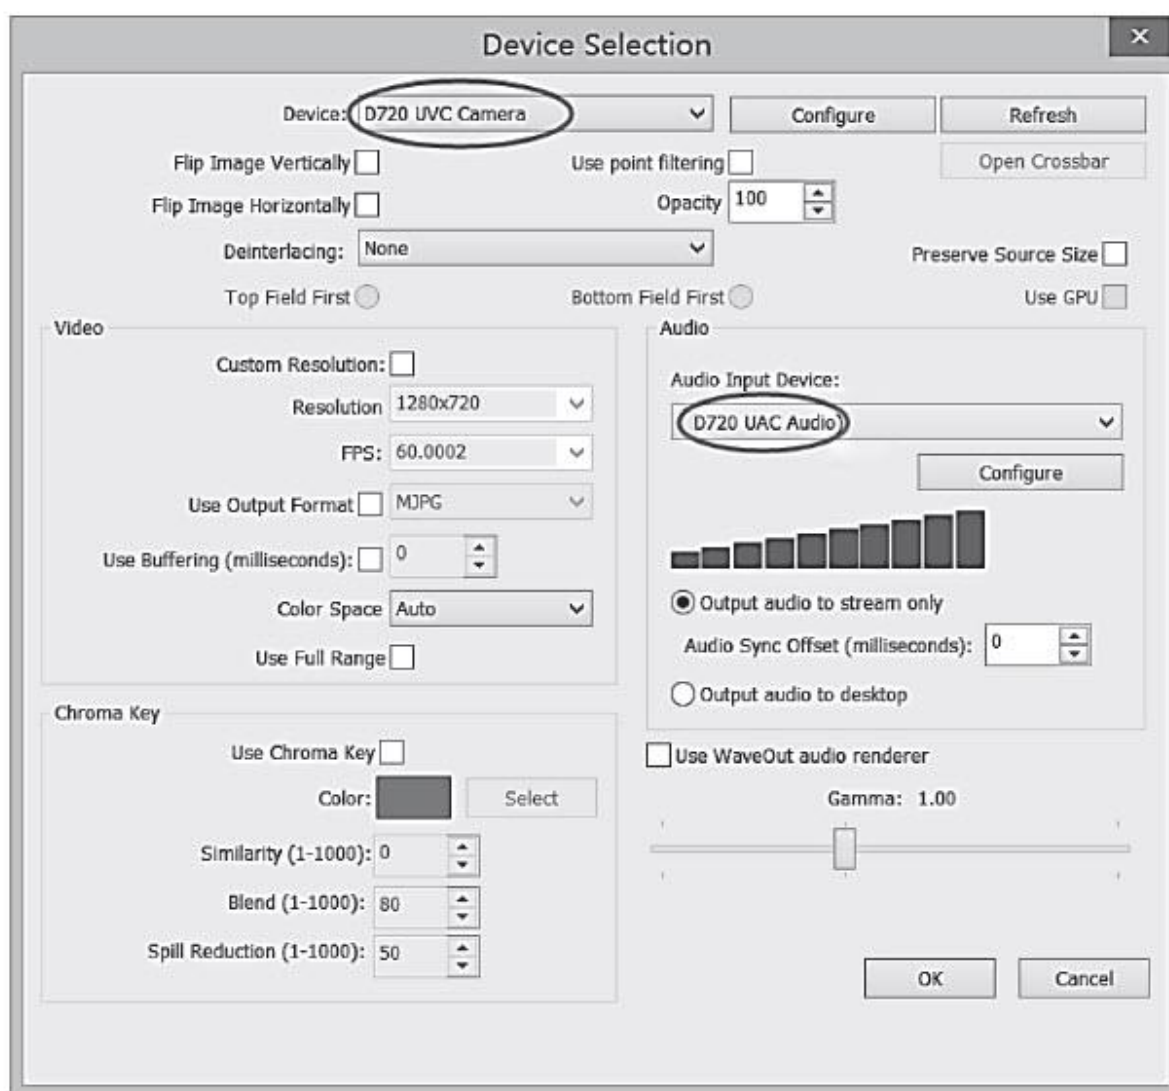 Device Selection
Device: D720 UVC Camera Configure Refresh
Flip Image Vertically Use point filtering Open Crossbar
Flip Image Horizontally Opacity 100
Deinterlacing: None Preserve Source Size
Top Field First Bottom Field First Use GPU
Video
Custom Resolution:
Resolution 1280x720
FPS: 60.0002
Use Output Format MJPG
Use Buffering (milliseconds): 0
Color Space Auto
Use Full Range
Audio
Audio Input Device:
D720 UAC Audio)
Configure
Output audio to stream only
Audio Sync Offset (milliseconds): 0
Output audio to desktop
Chroma Key
Use Chroma Key
Color: Select
Similarity (1-1000): 0
Blend (1-1000): 80
Spill Reduction (1-1000): 50
Use WaveOut audio renderer
Gamma: 1.00
OK Cancel